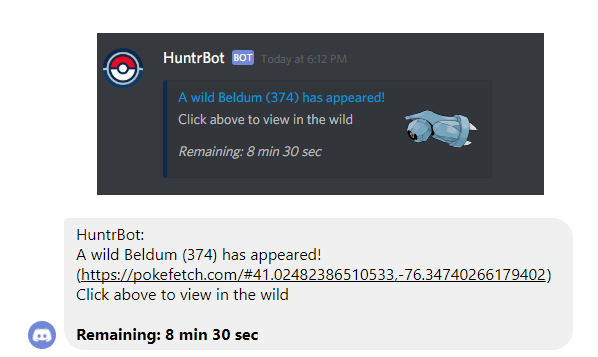 HuntrBot BOT Today at 6:12 PM
A wild Beldum (374) has appeared!
Click above to view in the wild
Remaining: 8 min 30 sec
HuntrBot:
A wild Beldum (374) has appeared!
(https://pokefetch.com/#41.02482386510533,-76.34740266179402)
Click above to view in the wild
Remaining: 8 min 30 sec